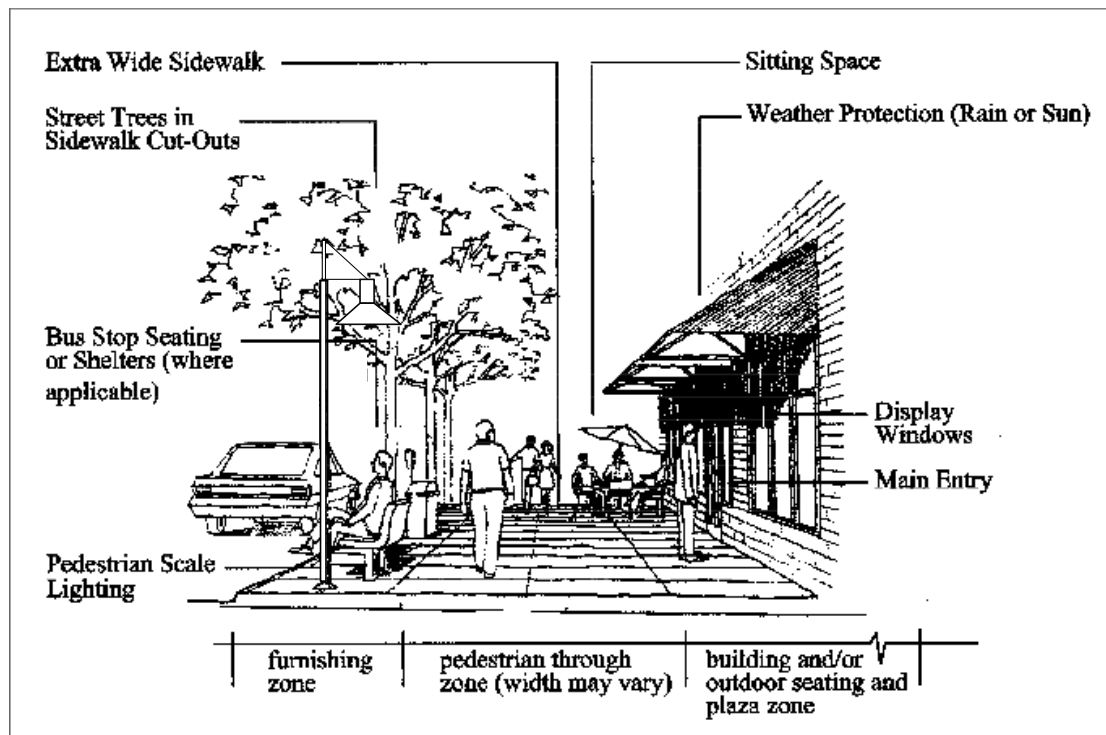 Extra Wide Sidewalk
Sitting Space
Street Trees in
Sidewalk Cut-Outs
Weather Protection (Rain or Sun)
Bus Stop Seating
or Shelters (where
applicable)
Display
Windows
Main Entry
Pedestrian Scale
Lighting
furnishing
zone
pedestrian through
zone (width may vary)
building and/or
outdoor seating and
plaza zone